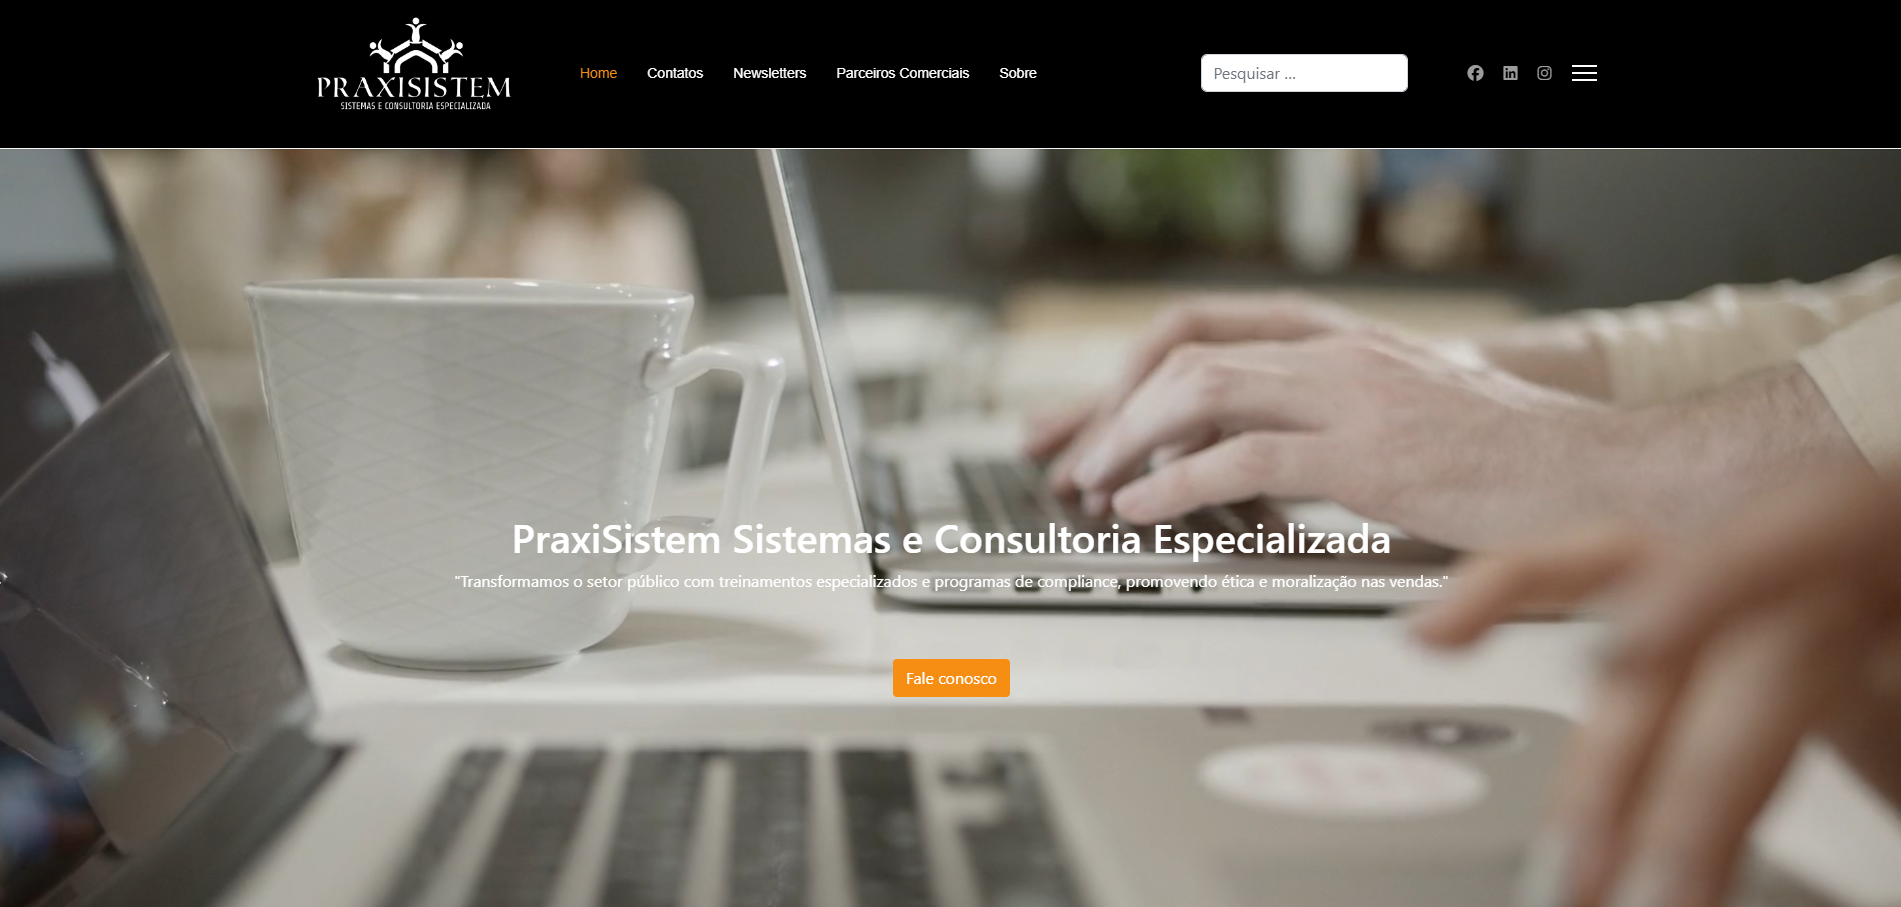 PRAXISISTEM
SISTEMAS E CONSULTORIA ESPECIALIZADA
Home
Contatos
Newsletters
Parceiros Comerciais
Sobre
Pesquisar ...
PraxiSistem Sistemas e Consultoria Especializada
"Transformamos o setor público com treinamentos especializados e programas de compliance, promovendo ética e moralização nas vendas."
Fale conosco